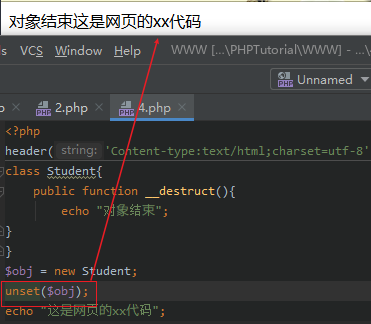 对象结束这是网页的xx代码
VCS Window Help WWW [...\PHPTutorial\WWW] - ...\
Unnamed
2.php × 4.php ×
<?php
header( string: 'Content-type:text/html;charset=utf-8'
class Student{
public function __destruct(){
echo "对象结束";
}
}
$obj = new Student;
unset($obj);
echo "这是网页的xx代码";